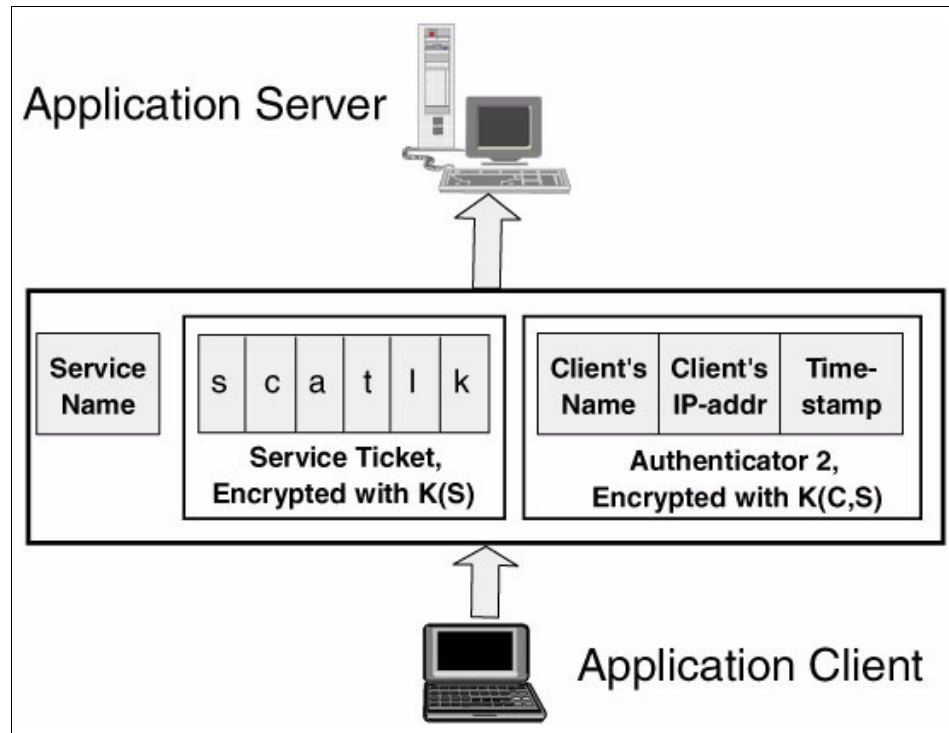 Application Server
Service
Name
s c a t l k
Service Ticket,
Encrypted with K(S)
Client's
Name
Client's
IP-addr
Time-
stamp
Authenticator 2,
Encrypted with K(C,S)
Application Client